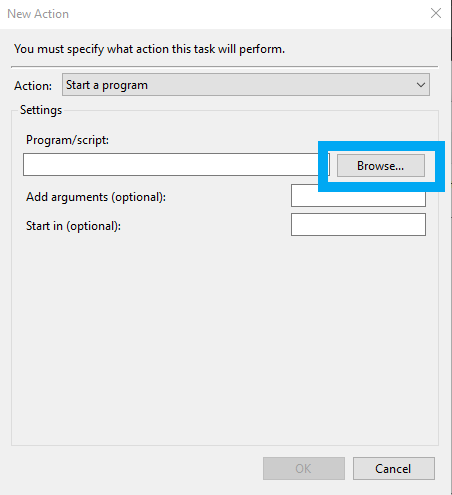 New Action
You must specify what action this task will perform.
Action: Start a program
Settings
Program/script:
Browse...
Add arguments (optional):
Start in (optional):
OK Cancel